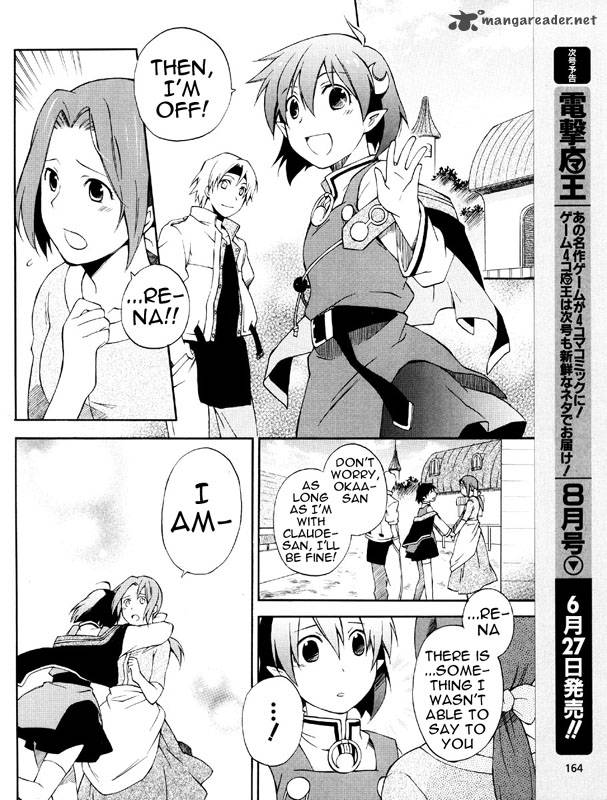 mangareader.net
THEN,
I'M
OFF!
...RE-
NA!!
DON'T
WORRY,
OKAA-
SAN
AS
LONG
AS I'M
WITH
CLAUDE-
SAN, I'LL
BE FINE!
I
AM-
...RE-
NA
THERE IS
...SOME-
THING I
WASN'T
ABLE TO
SAY TO
YOU
...!
次号予告
電撃マ王
あの名作ゲームが4コマコミックに!
ゲーム4コマ王は次号も新鮮なネタでお届け!
8月号
6月27日発売!!
164